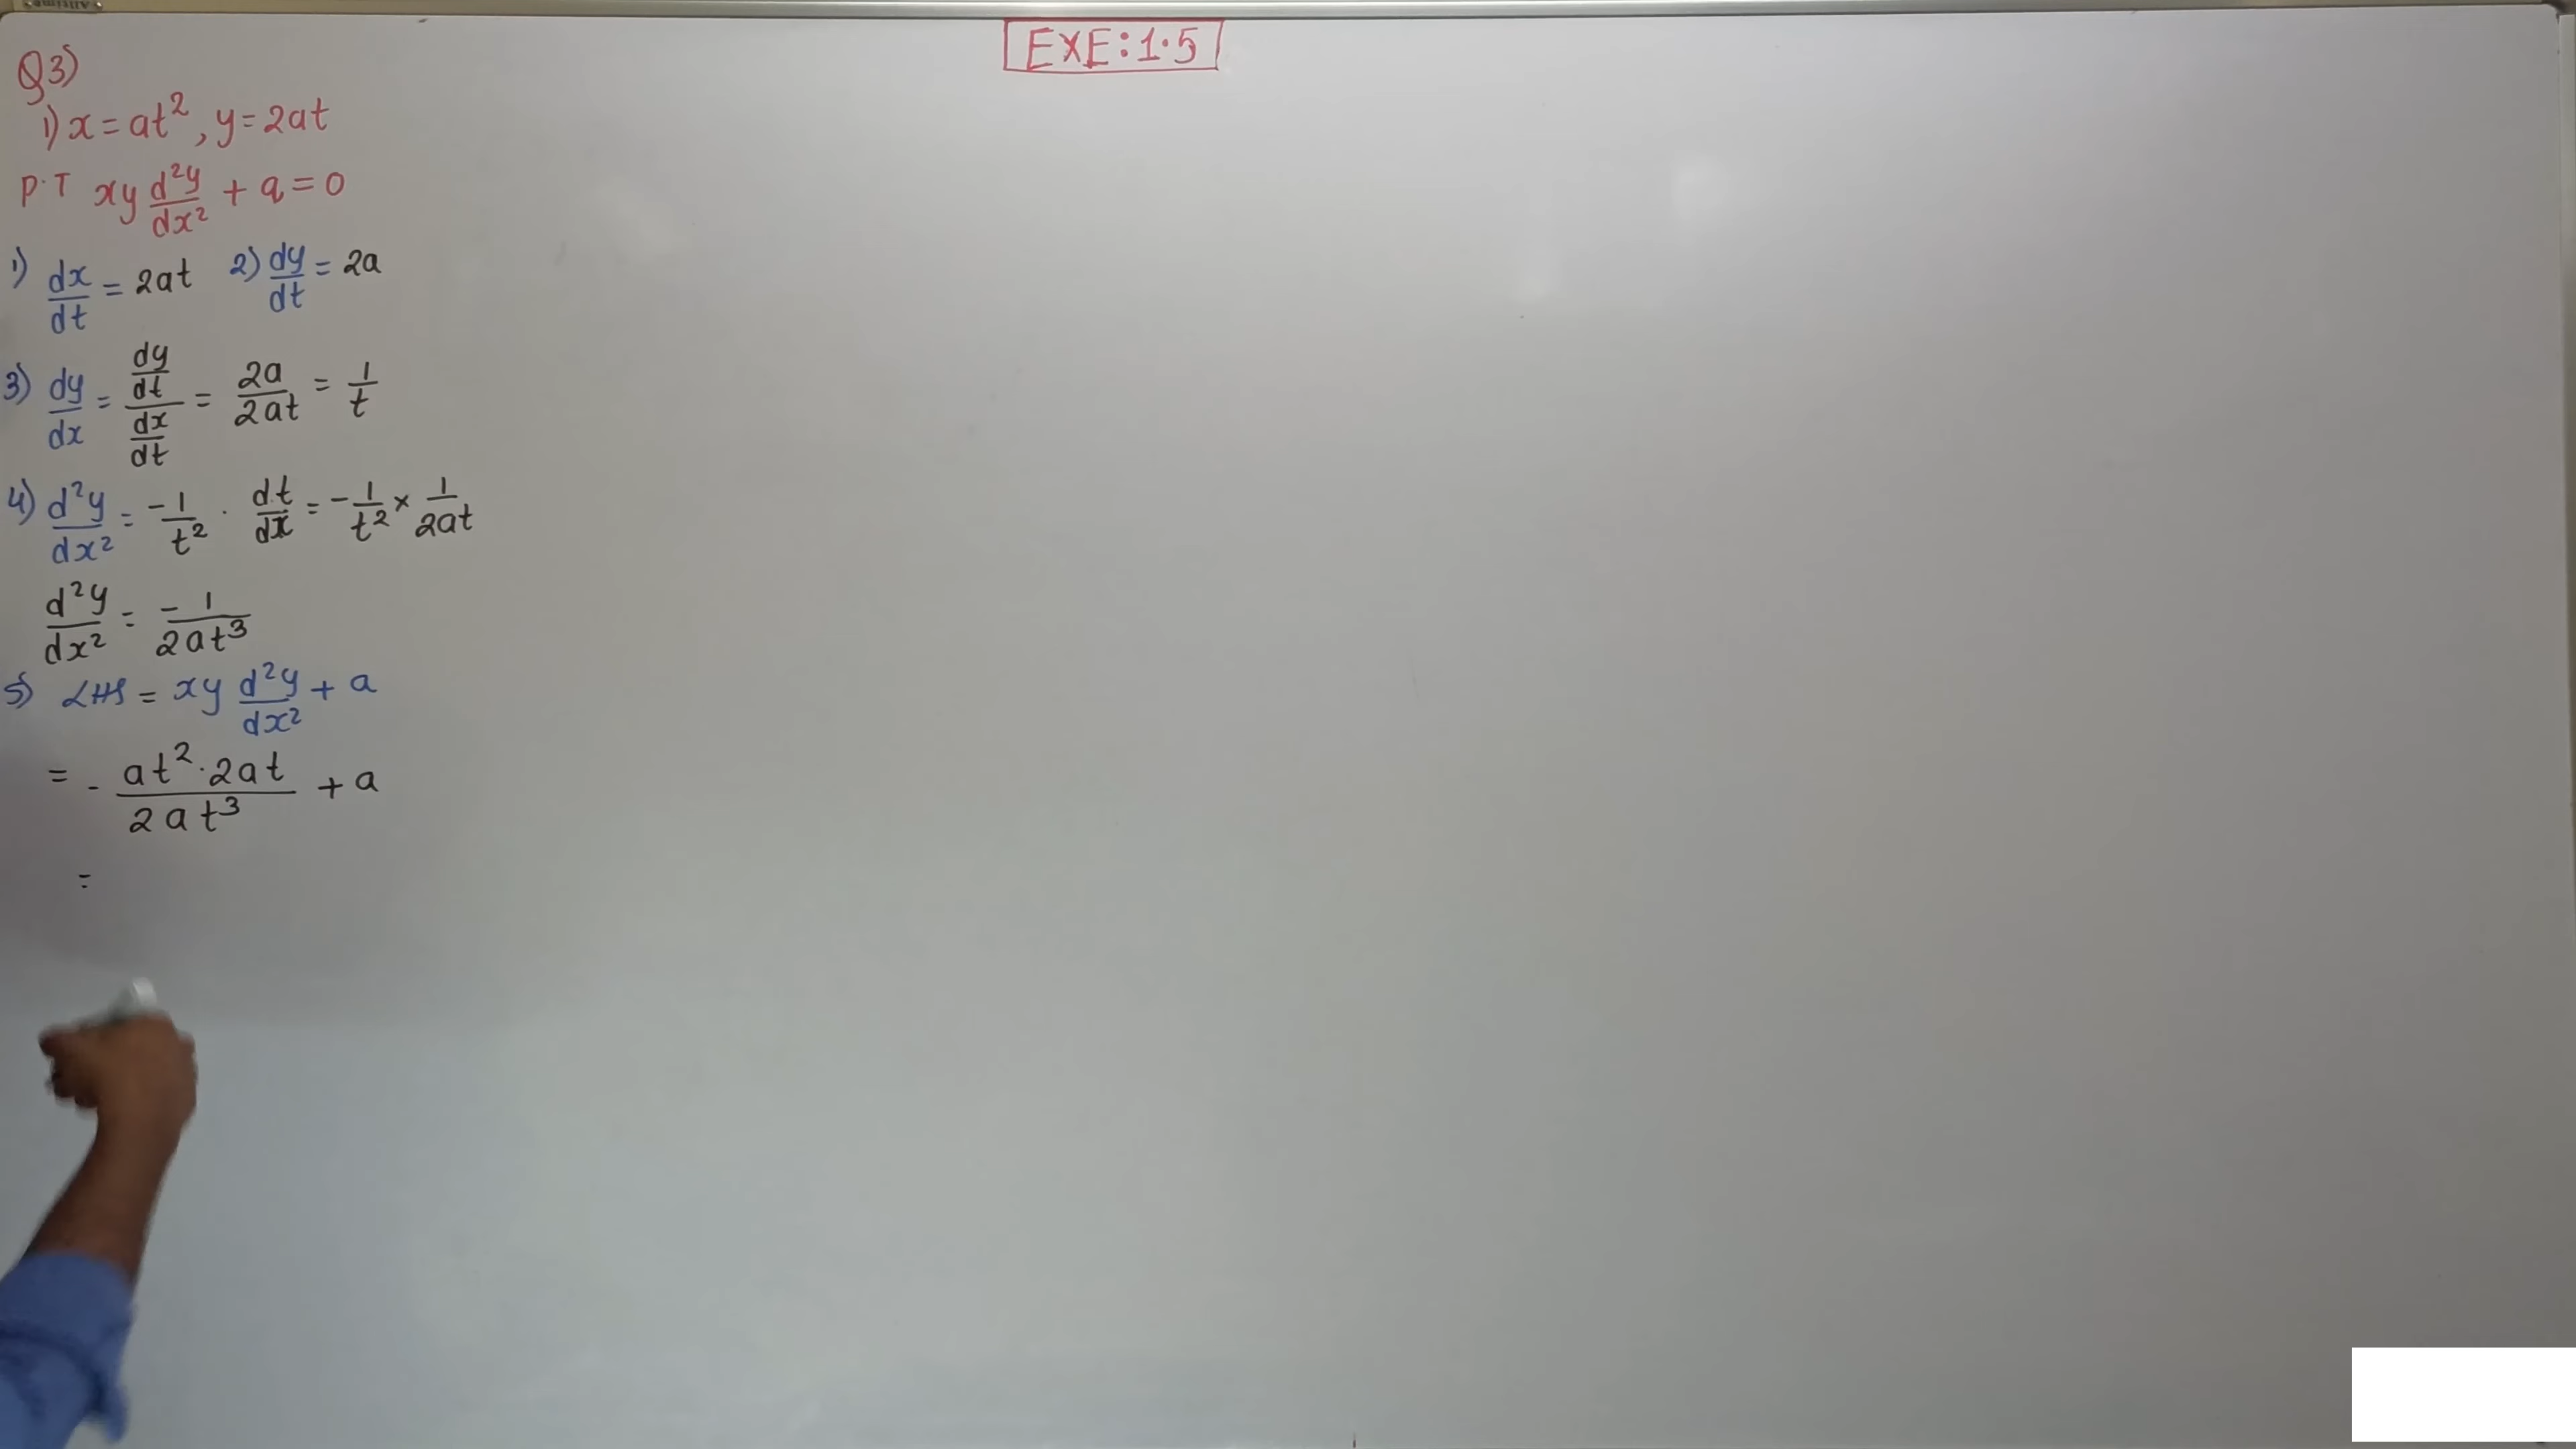 EXE:1.5
Q3)
1) x = at², y = 2at
P.T xy d²y/dx² + a = 0
1) dx/dt = 2at 2) dy/dt = 2a
3) dy/dx = (dy/dt)/(dx/dt) = 2a/2at = 1/t
4) d²y/dx² = -1/t² · dt/dx = -1/t² × 1/2at
d²y/dx² = -1/2at³
5) LHS = xy d²y/dx² + a
= - at²·2at/2at³ + a
=